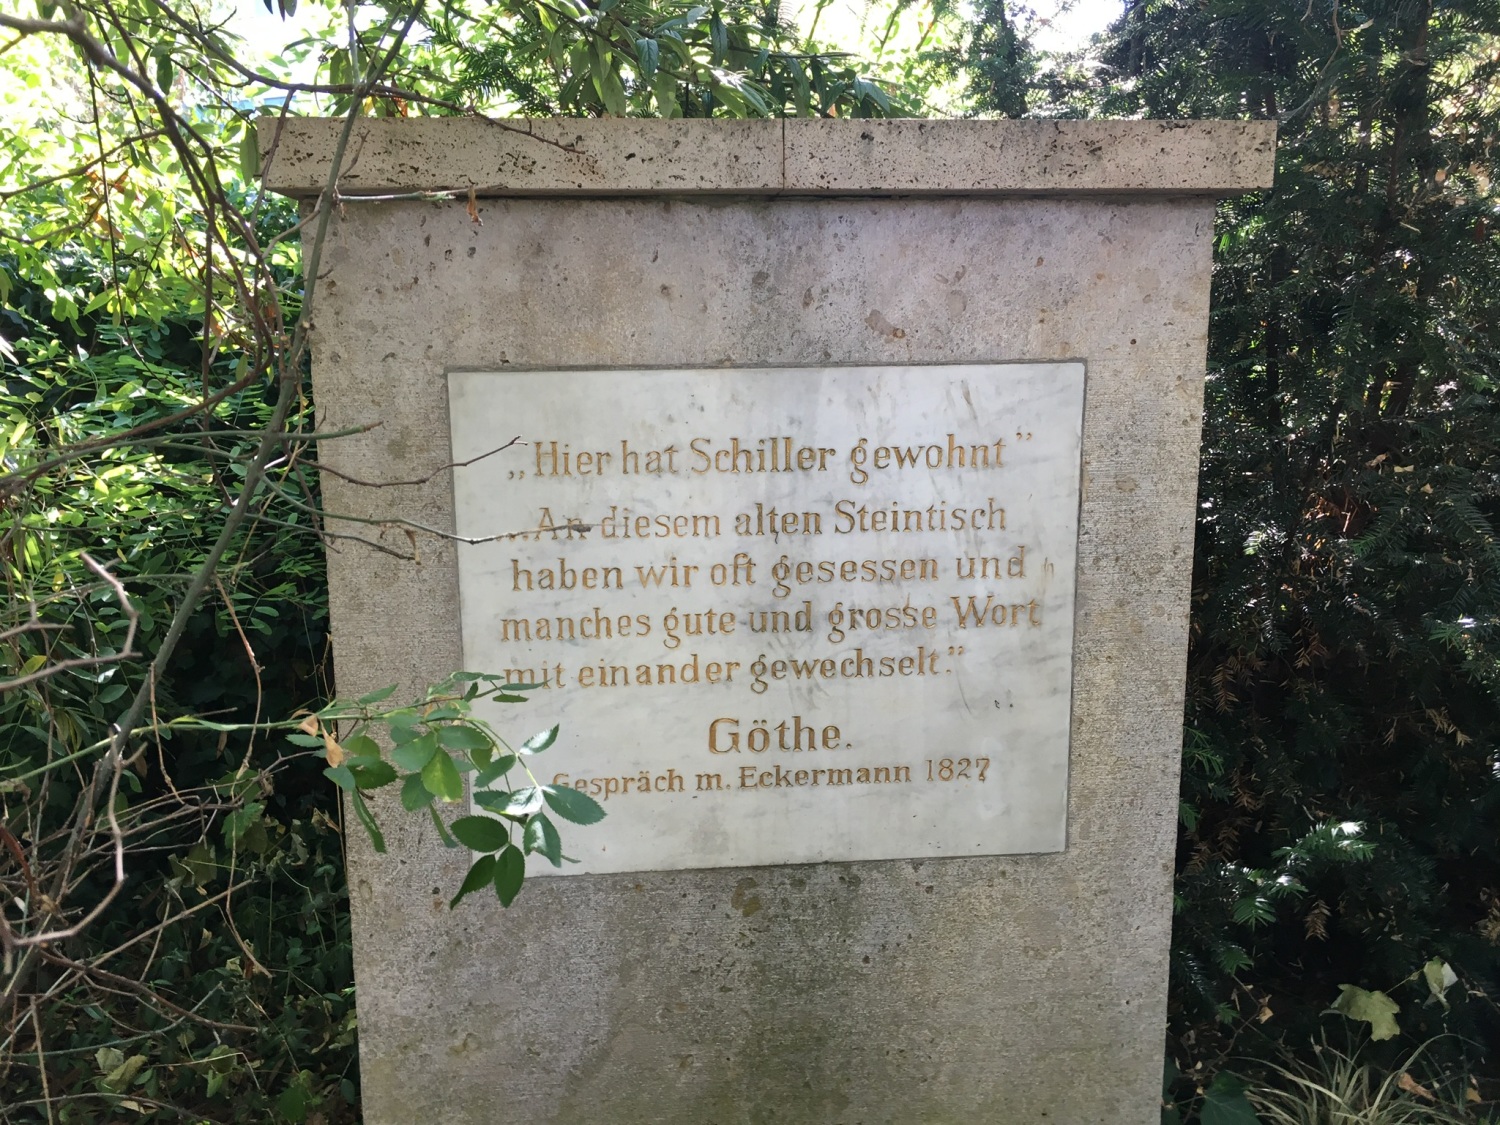 „Hier hat Schiller gewohnt”
„An diesem alten Steintisch
haben wir oft gesessen und
manches gute und grosse Wort
mit einander gewechselt.”
Göthe.
Gespräch m. Eckermann 1827